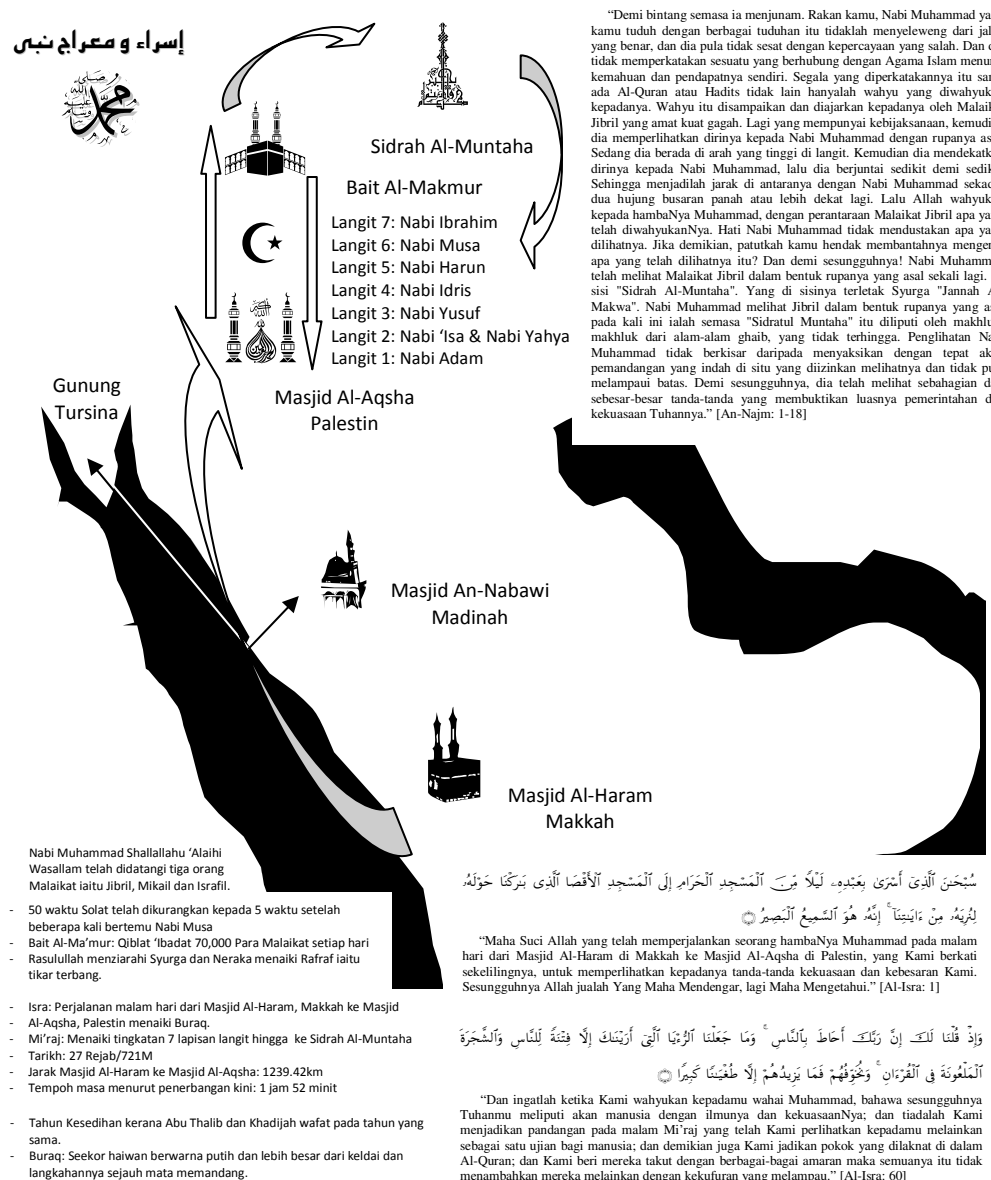 إسراء و معراج نبي
محمد صلى الله عليه وسلم
Sidrah Al-Muntaha
Bait Al-Makmur
Langit 7: Nabi Ibrahim
Langit 6: Nabi Musa
Langit 5: Nabi Harun
Langit 4: Nabi Idris
Langit 3: Nabi Yusuf
Langit 2: Nabi ‘Isa & Nabi Yahya
Langit 1: Nabi Adam
Masjid Al-Aqsha
Palestin
Gunung
Tursina
“Demi bintang semasa ia menjunam. Rakan kamu, Nabi Muhammad ya
kamu tuduh dengan berbagai tuduhan itu tidaklah menyeleweng dari jal
yang benar, dan dia pula tidak sesat dengan kepercayaan yang salah. Dan d
tidak memperkatakan sesuatu yang berhubung dengan Agama Islam menu
kemahuan dan pendapatnya sendiri. Segala yang diperkatakannya itu sam
ada Al-Quran atau Hadits tidak lain hanyalah wahyu yang diwahyuk
kepadanya. Wahyu itu disampaikan dan diajarkan kepadanya oleh Malaik
Jibril yang amat kuat gagah. Lagi yang mempunyai kebijaksanaan, kemudi
dia memperlihatkan dirinya kepada Nabi Muhammad dengan rupanya as
Sedang dia berada di arah yang tinggi di langit. Kemudian dia mendekatk
dirinya kepada Nabi Muhammad, lalu dia berjuntai sedikit demi sedik
Sehingga menjadilah jarak di antaranya dengan Nabi Muhammad sekad
dua hujung busaran panah atau lebih dekat lagi. Lalu Allah wahyuk
kepada hambaNya Muhammad, dengan perantaraan Malaikat Jibril apa ya
telah diwahyukanNya. Hati Nabi Muhammad tidak mendustakan apa ya
dilihatnya. Jika demikian, patutkah kamu hendak membantahnya mengen
apa yang telah dilihatnya itu? Dan demi sesungguhnya! Nabi Muhamm
telah melihat Malaikat Jibril dalam bentuk rupanya yang asal sekali lagi.
sisi "Sidrah Al-Muntaha". Yang di sisinya terletak Syurga "Jannah A
Makwa". Nabi Muhammad melihat Jibril dalam bentuk rupanya yang as
pada kali ini ialah semasa "Sidratul Muntaha" itu diliputi oleh makhlu
makhluk dari alam-alam ghaib, yang tidak terhingga. Penglihatan Na
Muhammad tidak berkisar daripada menyaksikan dengan tepat ak
pemandangan yang indah di situ yang diizinkan melihatnya dan tidak pu
melampaui batas. Demi sesungguhnya, dia telah melihat sebahagian d
sebesar-besar tanda-tanda yang membuktikan luasnya pemerintahan d
kekuasaan Tuhannya.” [An-Najm: 1-18]
Masjid An-Nabawi
Madinah
Masjid Al-Haram
Makkah
Nabi Muhammad Shallallahu ‘Alaihi
Wasallam telah didatangi tiga orang
Malaikat iaitu Jibril, Mikail dan Israfil.
- 50 waktu Solat telah dikurangkan kepada 5 waktu setelah
beberapa kali bertemu Nabi Musa
- Bait Al-Ma’mur: Qiblat ‘Ibadat 70,000 Para Malaikat setiap hari
- Rasulullah menziarahi Syurga dan Neraka menaiki Rafraf iaitu
tikar terbang.
- Isra: Perjalanan malam hari dari Masjid Al-Haram, Makkah ke Masjid
- Al-Aqsha, Palestin menaiki Buraq.
- Mi’raj: Menaiki tingkatan 7 lapisan langit hingga ke Sidrah Al-Muntaha
- Tarikh: 27 Rejab/721M
- Jarak Masjid Al-Haram ke Masjid Al-Aqsha: 1239.42km
- Tempoh masa menurut penerbangan kini: 1 jam 52 minit
- Tahun Kesedihan kerana Abu Thalib dan Khadijah wafat pada tahun yang
sama.
- Buraq: Seekor haiwan berwarna putih dan lebih besar dari keldai dan
langkahannya sejauh mata memandang.
سُبْحَٰنَ ٱلَّذِىٓ أَسْرَىٰ بِعَبْدِهِۦ لَيْلًا مِّنَ ٱلْمَسْجِدِ ٱلْحَرَامِ إِلَى ٱلْمَسْجِدِ ٱلْأَقْصَا ٱلَّذِى بَٰرَكْنَا حَوْلَهُۥ
لِنُرِيَهُۥ مِنْ ءَايَٰتِنَآ ۚ إِنَّهُۥ هُوَ ٱلسَّمِيعُ ٱلْبَصِيرُ ۝
“Maha Suci Allah yang telah memperjalankan seorang hambaNya Muhammad pada malam
hari dari Masjid Al-Haram di Makkah ke Masjid Al-Aqsha di Palestin, yang Kami berkati
sekelilingnya, untuk memperlihatkan kepadanya tanda-tanda kekuasaan dan kebesaran Kami.
Sesungguhnya Allah jualah Yang Maha Mendengar, lagi Maha Mengetahui.” [Al-Isra: 1]
وَإِذْ قُلْنَا لَكَ إِنَّ رَبَّكَ أَحَاطَ بِٱلنَّاسِ ۚ وَمَا جَعَلْنَا ٱلرُّءْيَا ٱلَّتِىٓ أَرَيْنَٰكَ إِلَّا فِتْنَةً لِّلنَّاسِ وَٱلشَّجَرَةَ
ٱلْمَلْعُونَةَ فِى ٱلْقُرْءَانِ ۚ وَنُخَوِّفُهُمْ فَمَا يَزِيدُهُمْ إِلَّا طُغْيَٰنًا كَبِيرًا ۝
“Dan ingatlah ketika Kami wahyukan kepadamu wahai Muhammad, bahawa sesungguhnya
Tuhanmu meliputi akan manusia dengan ilmunya dan kekuasaanNya; dan tiadalah Kami
menjadikan pandangan pada malam Mi’raj yang telah Kami perlihatkan kepadamu melainkan
sebagai satu ujian bagi manusia; dan demikian juga Kami jadikan pokok yang dilaknat di dalam
Al-Quran; dan Kami beri mereka takut dengan berbagai-bagai amaran maka semuanya itu tidak
menambahkan mereka melainkan dengan kekufuran yang melampau.” [Al-Isra: 60]